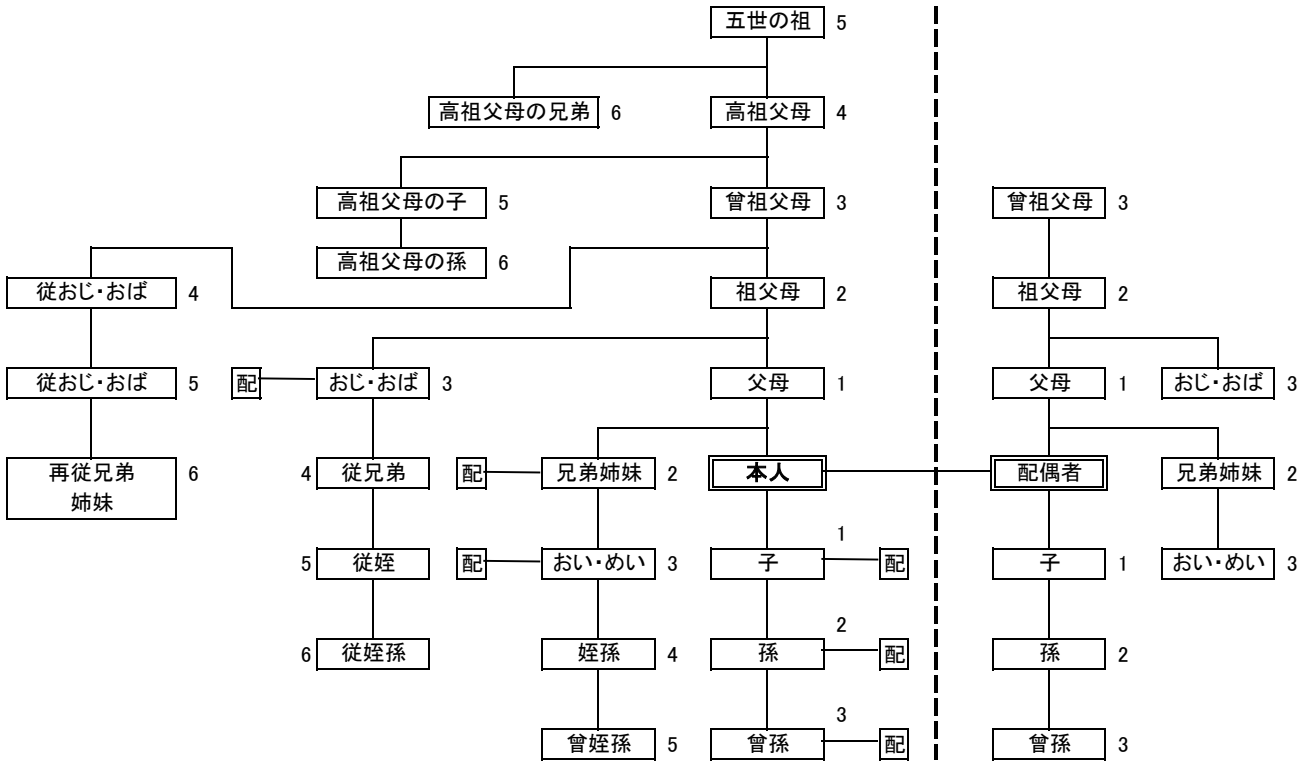 五世の祖 5
高祖父母の兄弟 6 高祖父母 4
高祖父母の子 5 曾祖父母 3 曾祖父母 3
高祖父母の孫 6
従おじ・おば 4 祖父母 2 祖父母 2
従おじ・おば 5 配 おじ・おば 3 父母 1 父母 1 おじ・おば 3
再従兄弟 6 4 従兄弟 配 兄弟姉妹 2 本人 配偶者 兄弟姉妹 2
姉妹
1
5 従姪 配 おい・めい 3 子 配 子 1 おい・めい 3
2
6 従姪孫 姪孫 4 孫 配 孫 2
3
曾姪孫 5 曾孫 配 曾孫 3